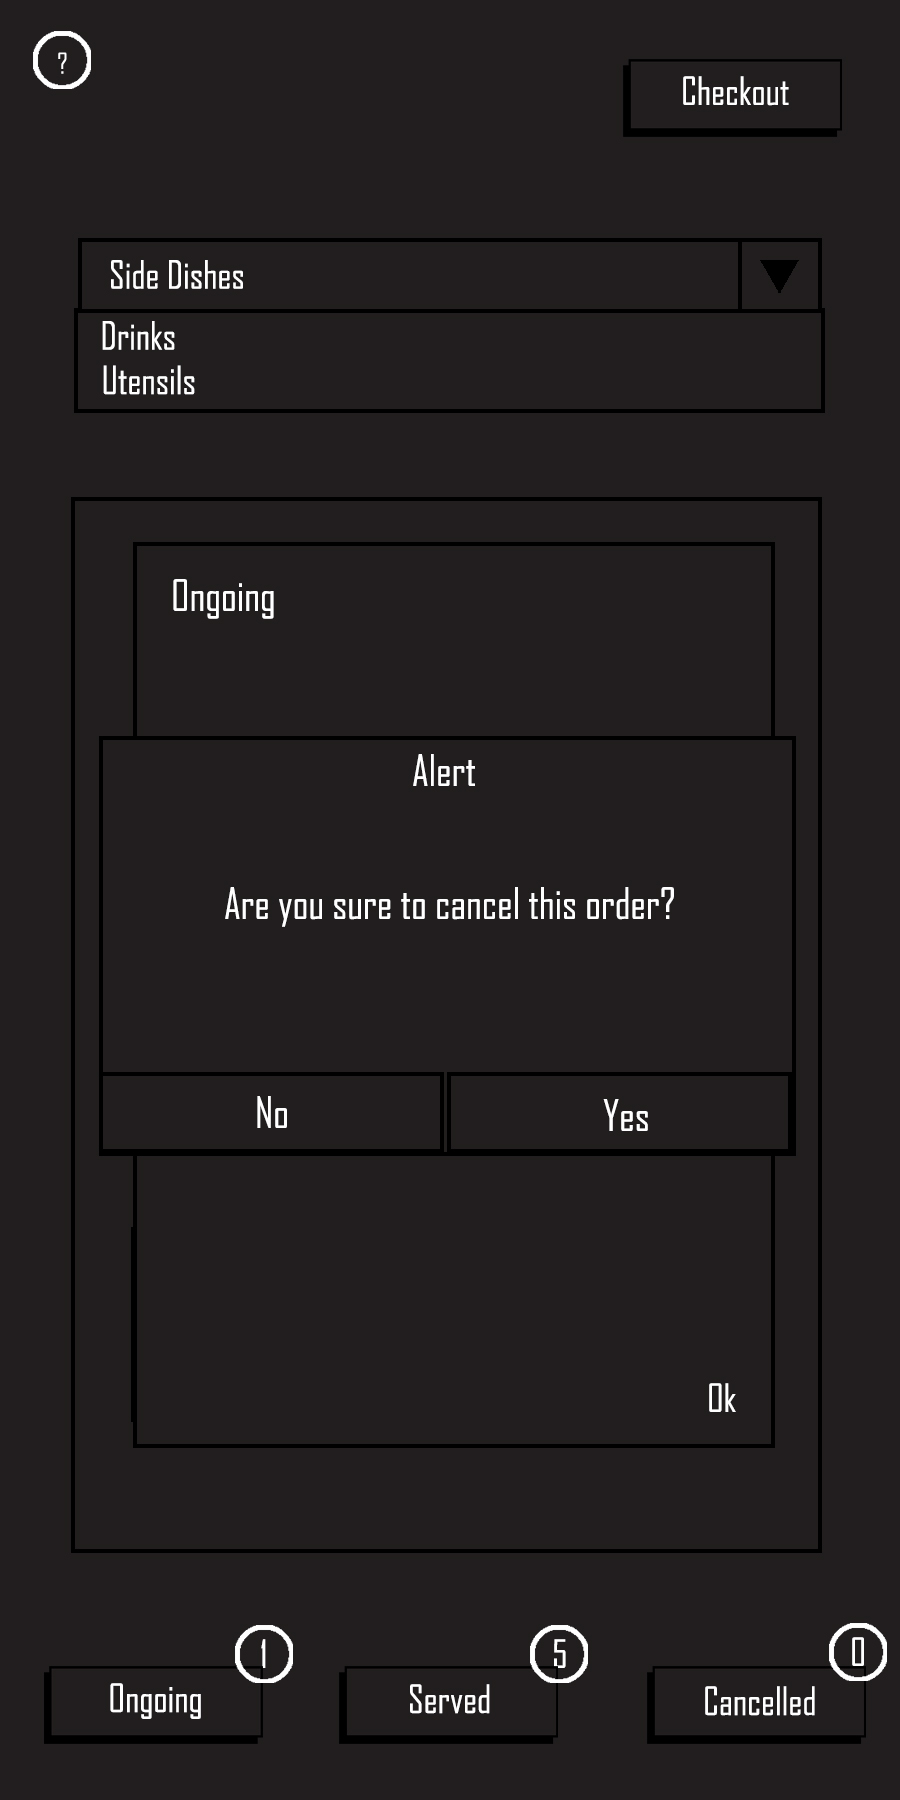 ?
Checkout
Side Dishes
Drinks
Utensils
Ongoing
Alert
Are you sure to cancel this order?
No
Yes
Ok
1
5
0
Ongoing
Served
Cancelled